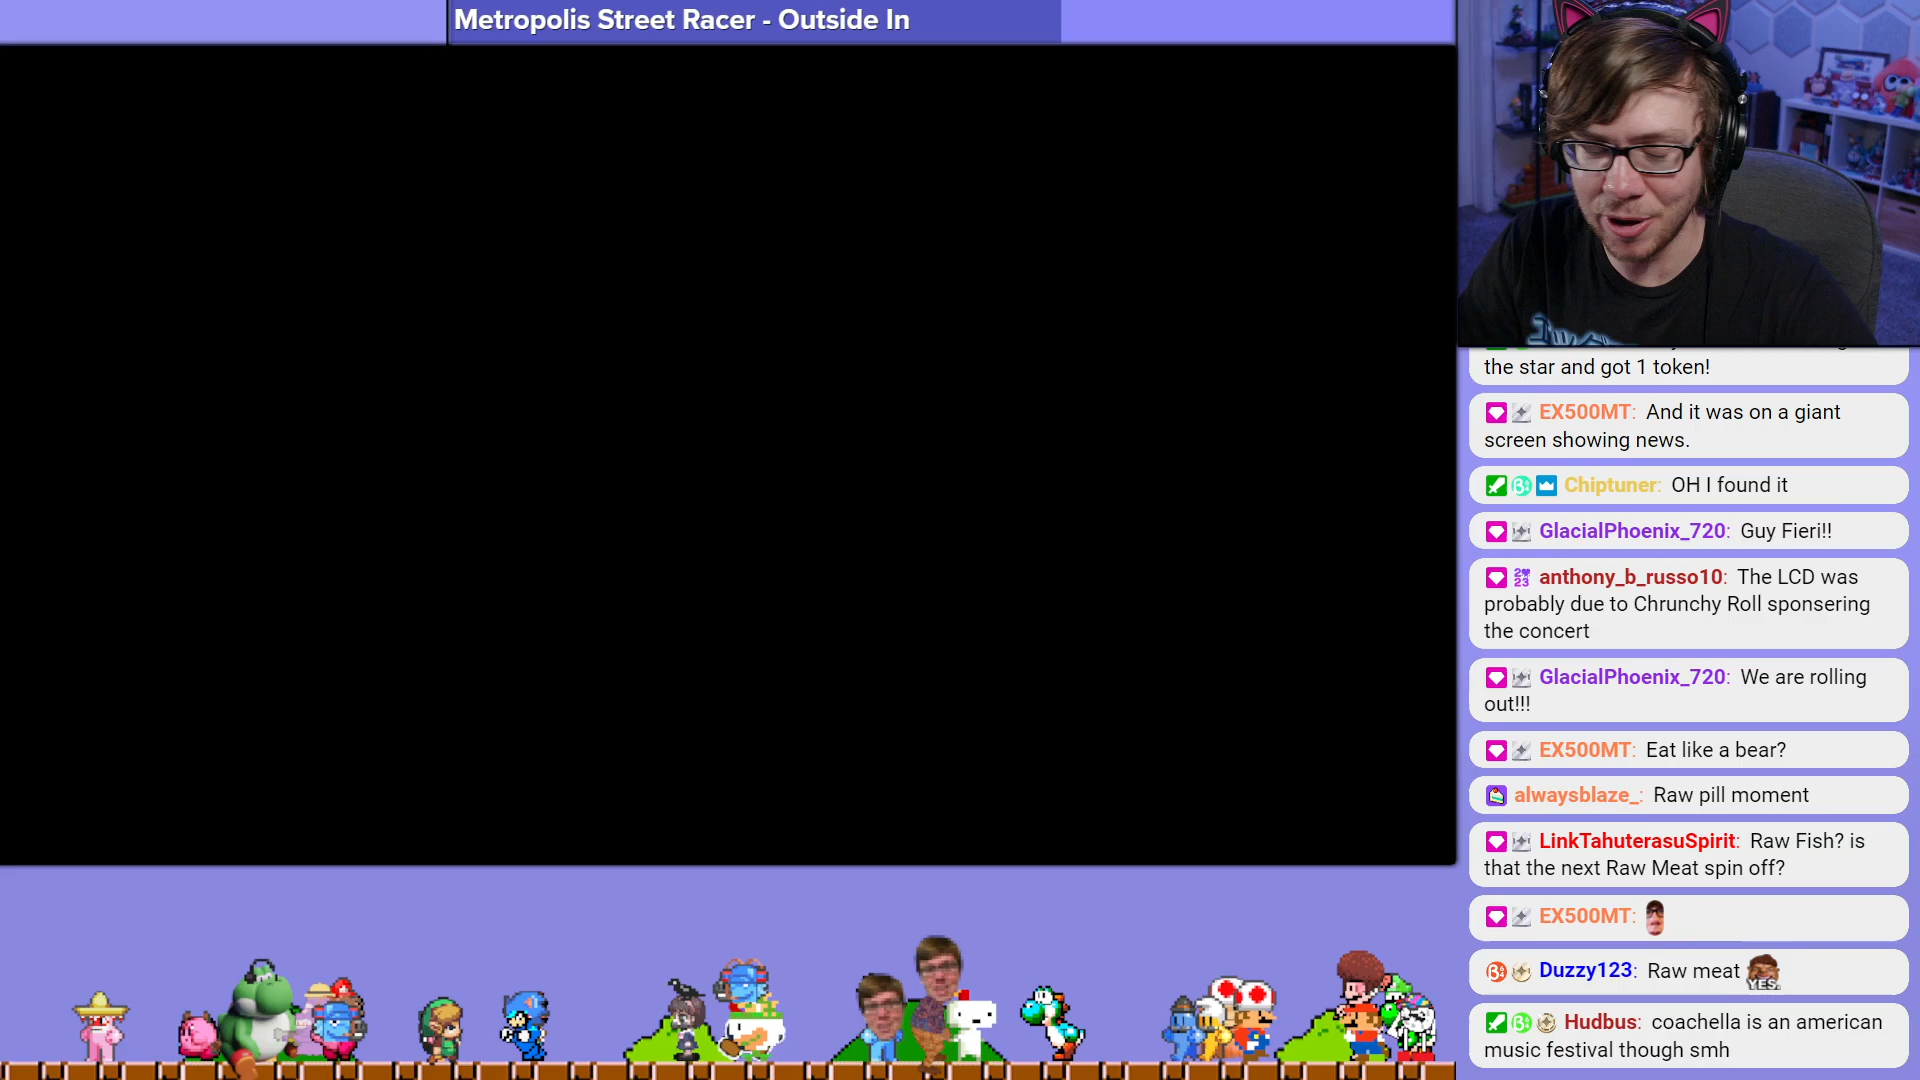 Metropolis Street Racer - Outside In
the star and got 1 token!
EX500MT: And it was on a giant
screen showing news.
Chiptuner: OH I found it
GlacialPhoenix_720: Guy Fieri!!
anthony_b_russo10: The LCD was
probably due to Chrunchy Roll sponsering
the concert
GlacialPhoenix_720: We are rolling
out!!!
EX500MT: Eat like a bear?
alwaysblaze_: Raw pill moment
LinkTahuterasuSpirit: Raw Fish? is
that the next Raw Meat spin off?
EX500MT:
Duzzy123: Raw meat YES.
Hudbus: coachella is an american
music festival though smh